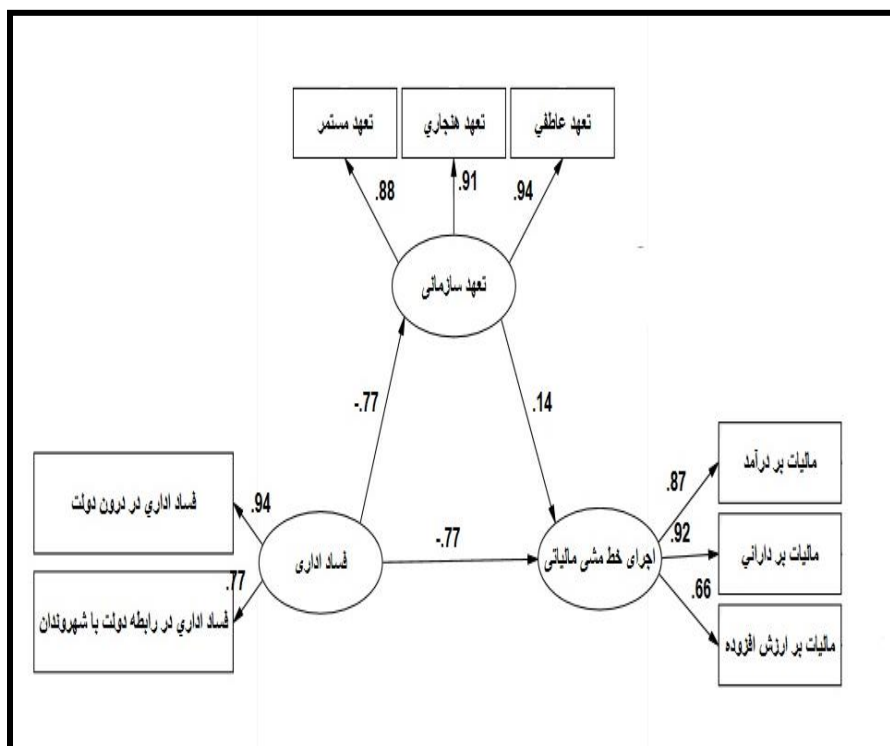 تعهد مستمر
تعهد هنجاري
تعهد عاطفي
.88
.91
.94
تعهد سازمانی
-.77
.14
فساد اداري در درون دولت
.94
فساد اداری
-.77
.77
فساد اداري در رابطه دولت با شهروندان
اجرای خط مشی مالیاتی
.87
مالیات بر درآمد
.92
مالیات بر دارائي
.66
مالیات بر ارزش افزوده